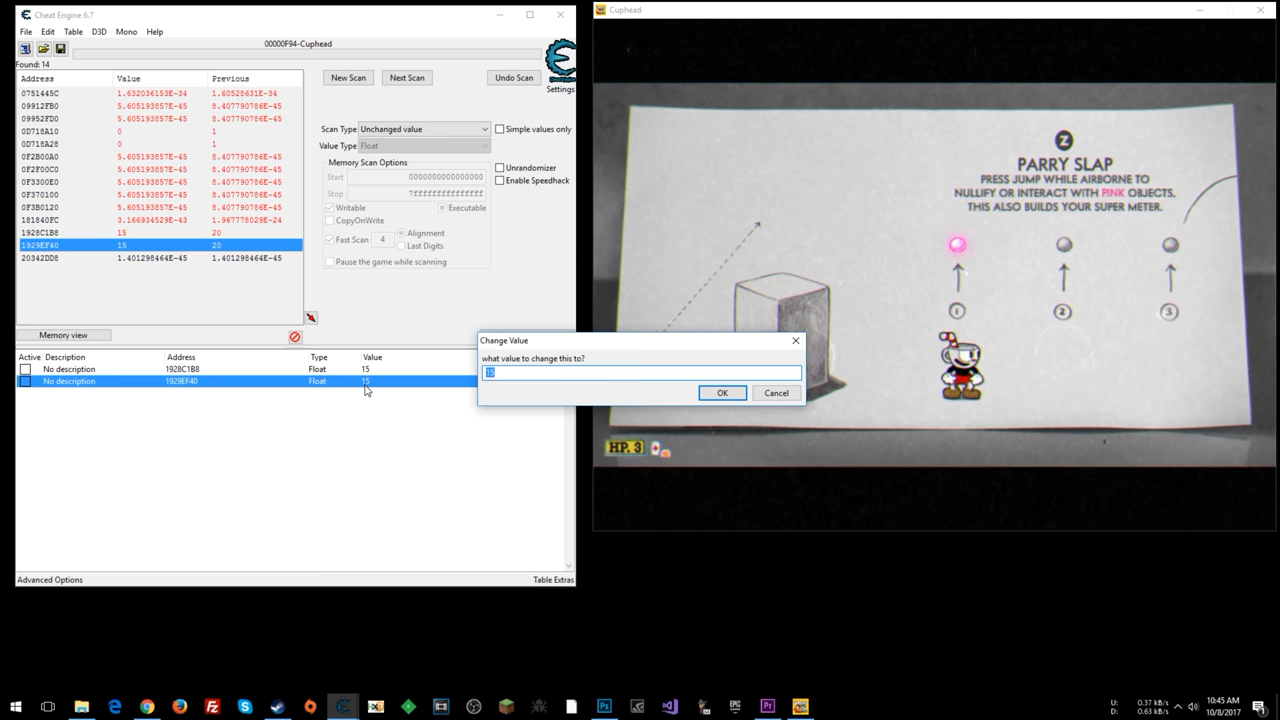 Cheat Engine 6.7
File Edit Table D3D Mono Help
00000F94-Cuphead
Found: 14
Address Value Previous
0751445C 1.632036153E-34 1.60528631E-34
09912FB0 5.605193857E-45 8.407790786E-45
09952FD0 5.605193857E-45 8.407790786E-45
0D718A10 0 1
0D718A28 0 1
0F2B00A0 5.605193857E-45 8.407790786E-45
0F2F00C0 5.605193857E-45 8.407790786E-45
0F3300E0 5.605193857E-45 8.407790786E-45
0F370100 5.605193857E-45 8.407790786E-45
0F3B0120 5.605193857E-45 8.407790786E-45
181840FC 3.166934529E-43 1.967778029E-24
1928C1B8 15 20
1929EF40 15 20
20342DD8 1.401298464E-45 1.401298464E-45
New Scan Next Scan Undo Scan
Settings
Scan Type Unchanged value Simple values only
Value Type Float
Memory Scan Options
Start 0000000000000000
Stop 7fffffffffffffff
Writable Executable
CopyOnWrite
Fast Scan 4 Alignment
Last Digits
Pause the game while scanning
Unrandomizer
Enable Speedhack
Memory view
Active Description Address Type Value
No description 1928C1B8 Float 15
No description 1929EF40 Float 15
Advanced Options Table Extras
Change Value
what value to change this to?
15
OK Cancel
Cuphead
Z
PARRY SLAP
PRESS JUMP WHILE AIRBORNE TO
NULLIFY OR INTERACT WITH PINK OBJECTS.
THIS ALSO BUILDS YOUR SUPER METER.
1 2 3
HP. 3
U: 0.37 kB/s
D: 0.63 kB/s
10:45 AM
10/8/2017